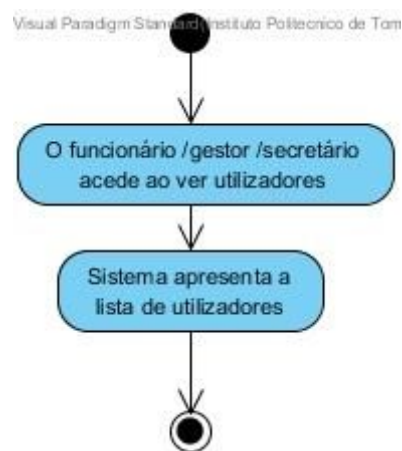 Visual Paradigm Standard(Instituto Politecnico de Tom
O funcionário /gestor /secretário
acede ao ver utilizadores
Sistema apresenta a
lista de utilizadores